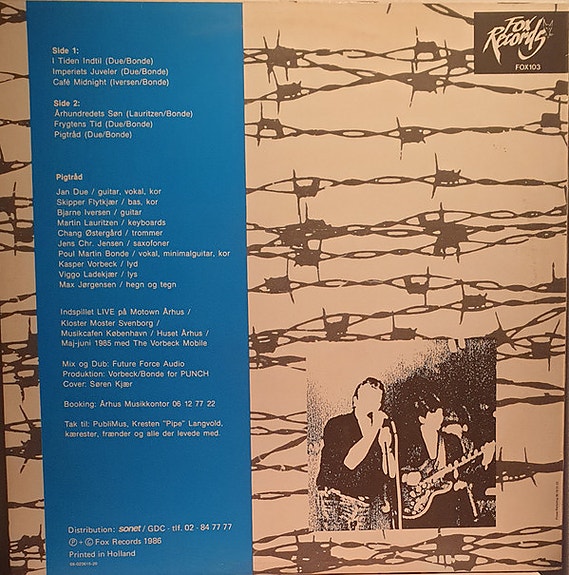 Side 1:
I Tiden Indtil (Due/Bonde)
Imperiets Juveler (Due/Bonde)
Café Midnight (Iversen/Bonde)
Side 2:
Århundredets Søn (Lauritzen/Bonde)
Frygtens Tid (Due/Bonde)
Pigtråd (Due/Bonde)
Pigtråd
Jan Due / guitar, vokal, kor
Skipper Flytkjær / bas, kor
Bjarne Iversen / guitar
Martin Lauritzen / keyboards
Chang Østergård / trommer
Jens Chr. Jensen / saxofoner
Poul Martin Bonde / vokal, minimalguitar, kor
Kasper Vorbeck / lyd
Viggo Ladekjær / lys
Max Jørgensen / hegn og tegn
Indspillet LIVE på Motown Århus /
Kloster Moster Svenborg /
Musikcafen København / Huset Århus /
Maj-juni 1985 med The Vorbeck Mobile
Mix og Dub: Future Force Audio
Produktion: Vorbeck/Bonde for PUNCH
Cover: Søren Kjær
Booking: Århus Musikkontor 06 12 77 22
Tak til: PubliMus, Kresten "Pipe" Langvold,
kærester, frænder og alle der levede med.
Distribution: sonet / GDC · tlf. 02 · 84 77 77
Ⓟ + © Fox Records 1986
Printed in Holland
Fox
Records
FOX103